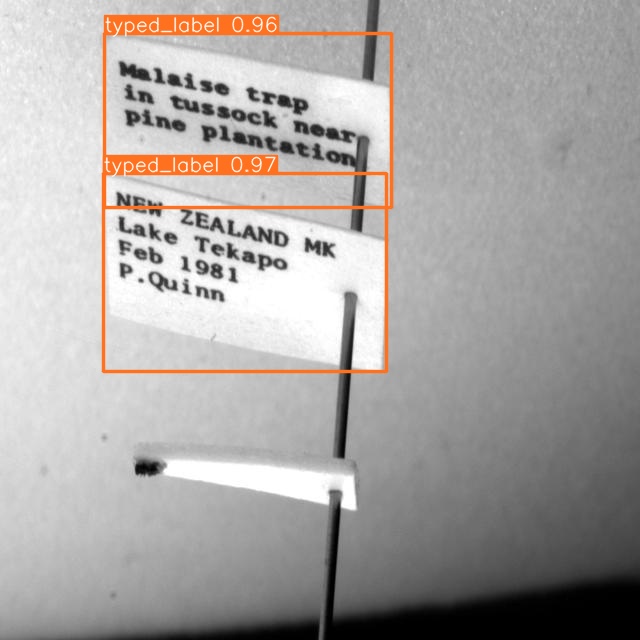 typed_label 0.96
Malaise trap
in tussock near
pine plantation
typed_label 0.97
NEW ZEALAND MK
Lake Tekapo
Feb 1981
P.Quinn